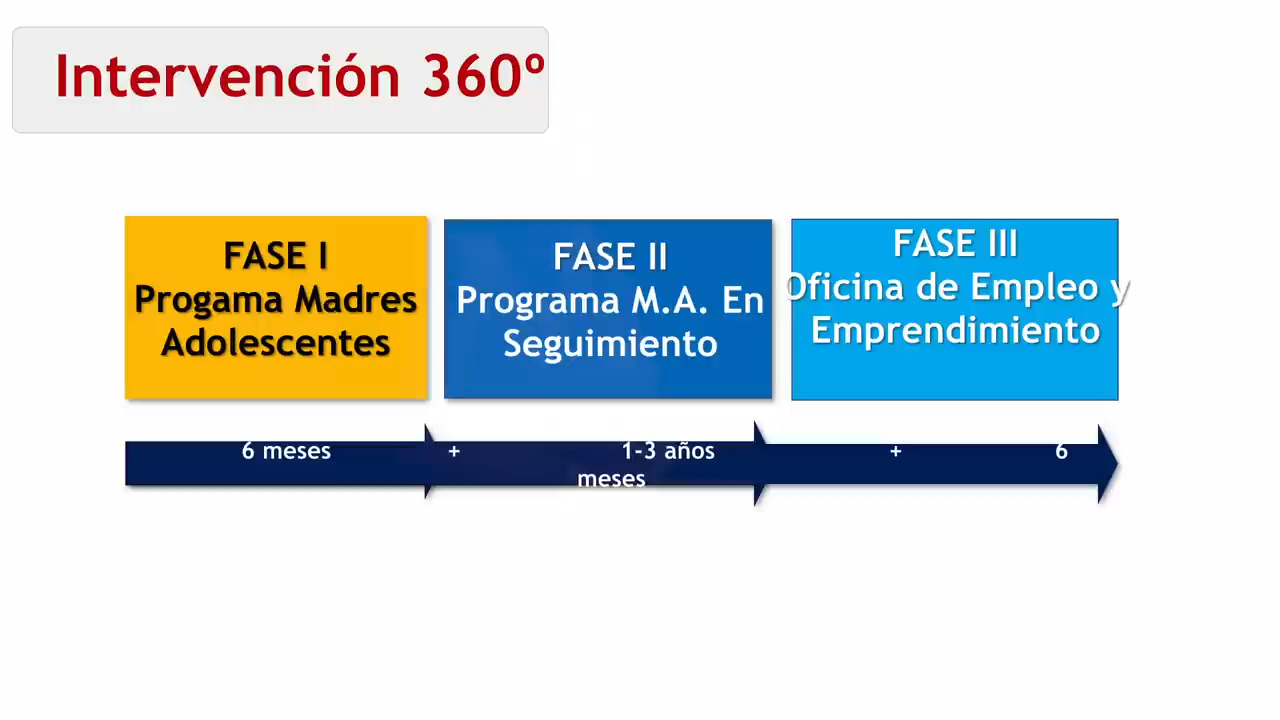 Intervención 360º
FASE I
Progama Madres
Adolescentes
FASE II
Programa M.A. En
Seguimiento
FASE III
Oficina de Empleo y
Emprendimiento
6 meses + 1-3 años + 6
meses